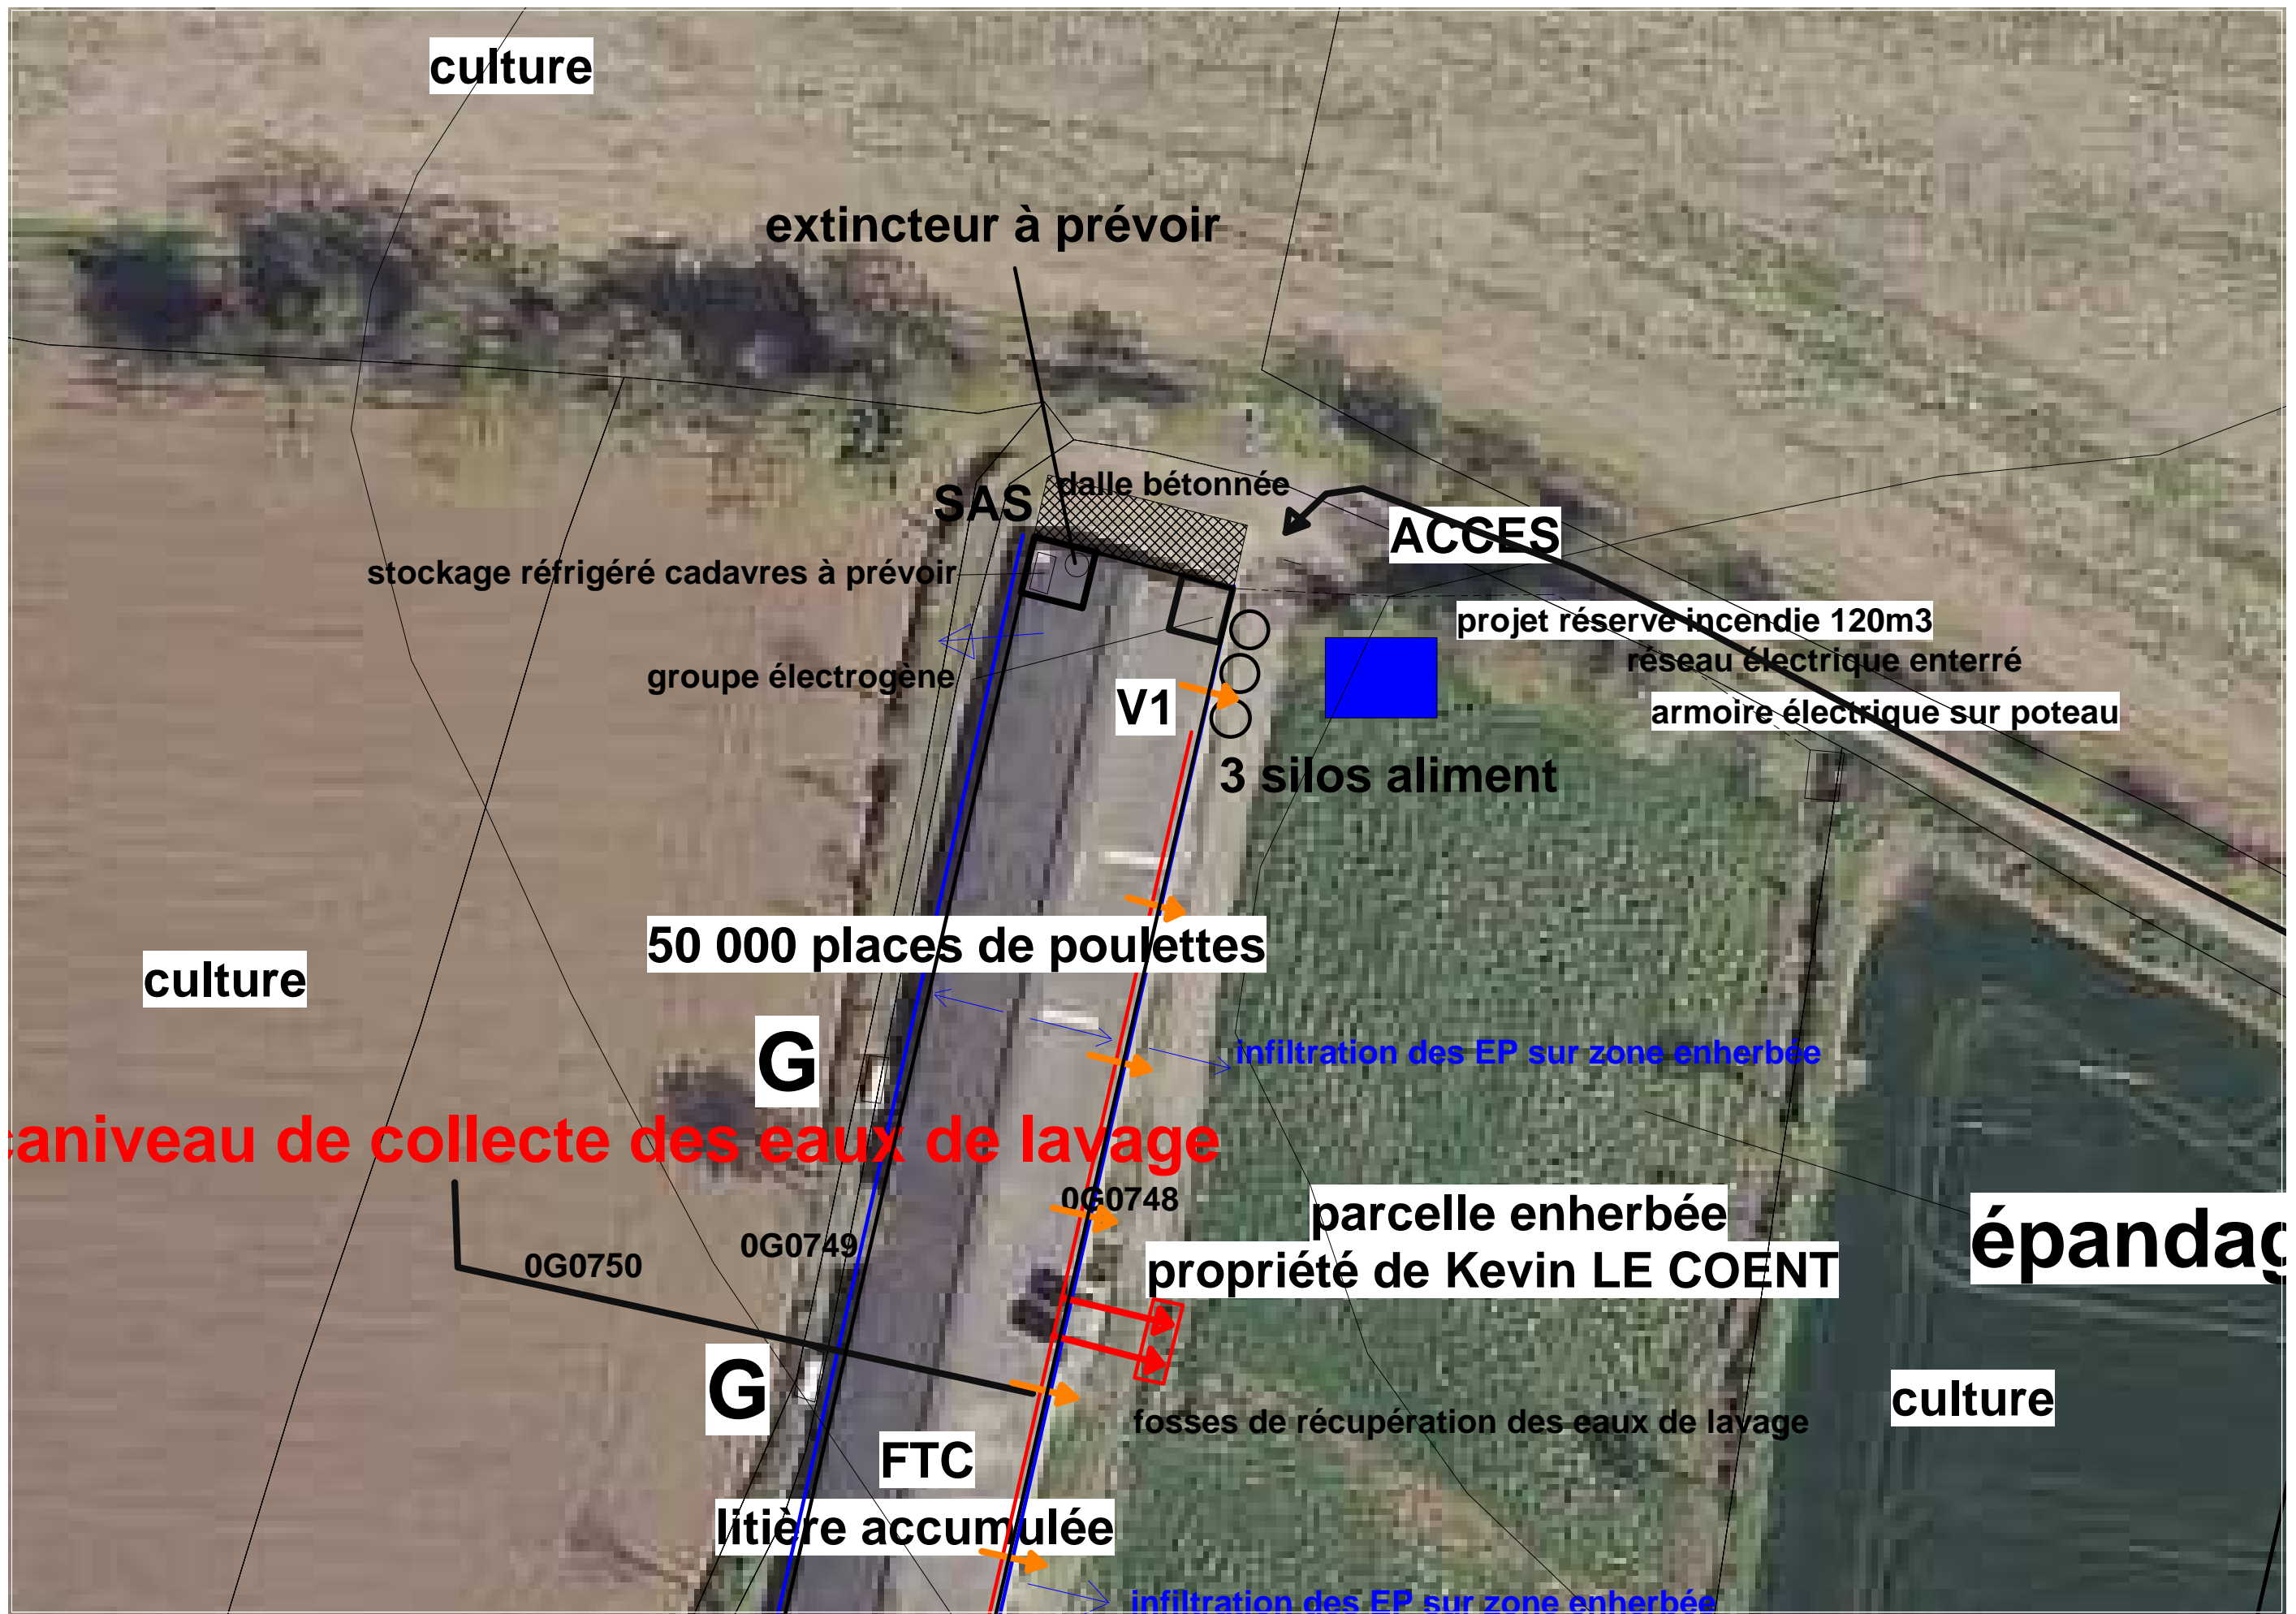 culture
extincteur à prévoir
dalle bétonnée
SAS
ACCES
stockage réfrigéré cadavres à prévoir
projet réserve incendie 120m3
réseau électrique enterré
groupe électrogène
V1
armoire électrique sur poteau
3 silos aliment
50 000 places de poulettes
culture
G
infiltration des EP sur zone enherbée
caniveau de collecte des eaux de lavage
0G0748
parcelle enherbée
propriété de Kevin LE COENT
épandag
0G0749
0G0750
G
culture
fosses de récupération des eaux de lavage
FTC
litière accumulée
infiltration des EP sur zone enherbée